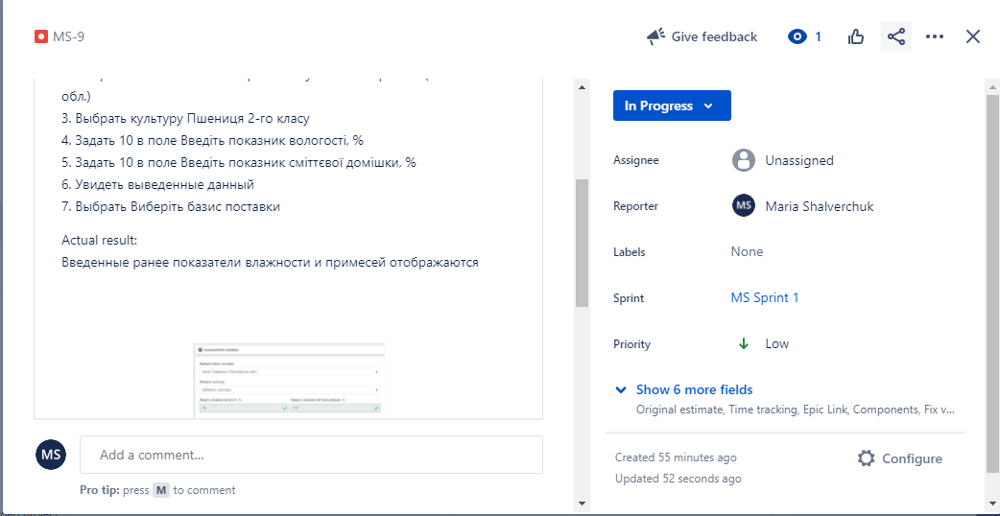 MS-9
Give feedback
1
обл.)
3. Выбрать культуру Пшениця 2-го класу
4. Задать 10 в поле Введіть показник вологості, %
5. Задать 10 в поле Введіть показник сміттєвої домішки, %
6. Увидеть выведенные данный
7. Выбрать Виберіть базис поставки
Actual result:
Введенные ранее показатели влажности и примесей отображаются
MS
Add a comment...
Pro tip: press M to comment
In Progress
Assignee
Unassigned
Reporter
MS Maria Shalverchuk
Labels
None
Sprint
MS Sprint 1
Priority
Low
Show 6 more fields
Original estimate, Time tracking, Epic Link, Components, Fix v...
Created 55 minutes ago
Configure
Updated 52 seconds ago